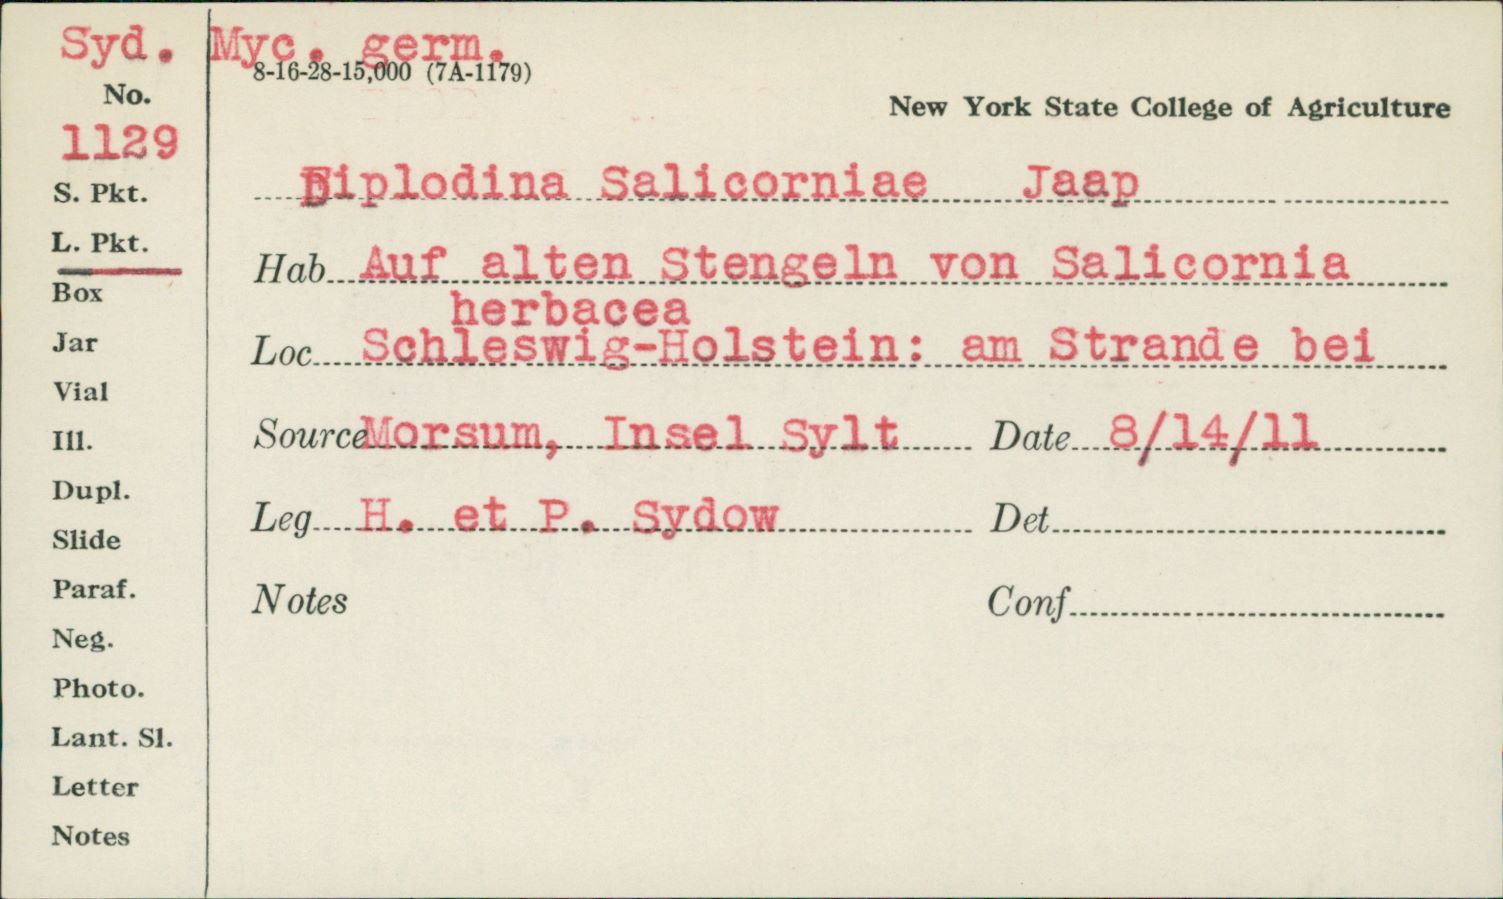 Syd. Myc. germ.
8-16-28-15,000 (7A-1179)
No.
New York State College of Agriculture
1129
S. Pkt.
Diplodina Salicorniae Jaap
L. Pkt.
Hab Auf alten Stengeln von Salicornia
herbacea
Box
Jar
Loc Schleswig-Holstein: am Strande bei
Vial
Ill.
Source Morsum, Insel Sylt Date 8/14/11
Dupl.
Leg H. et P. Sydow Det
Slide
Paraf.
Notes Conf
Neg.
Photo.
Lant. Sl.
Letter
Notes